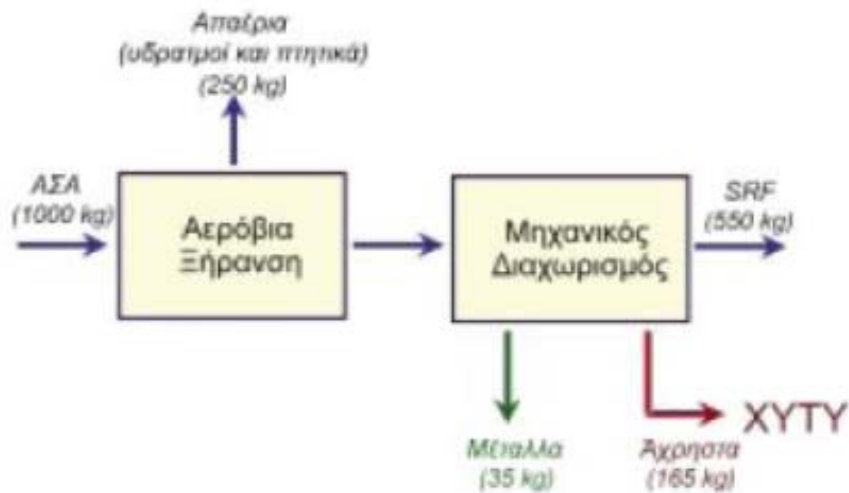 Απαέρια
(υδρατμοί και πτητικά)
(250 kg)
ΑΣΑ
(1000 kg)
Αερόβια
Ξήρανση
Μηχανικός
Διαχωρισμός
SRF
(550 kg)
Μέταλλα
(35 kg)
Άχρηστα
(165 kg)
ΧΥΤΥ